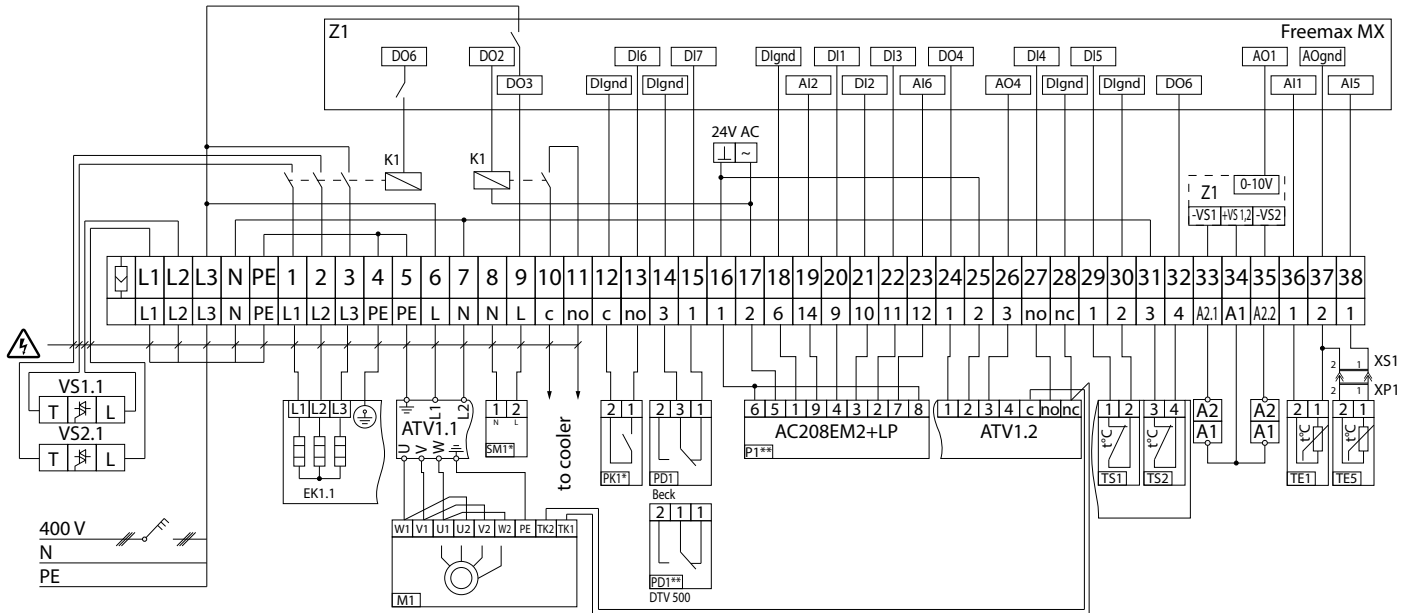 Z1 Freemax MX
DO6 DO2 DI6 DI7 DIgnd DI1 DI3 DO4 DI4 DI5 AO1 AOgnd
DO3 DIgnd DIgnd AI2 DI2 AI6 AO4 DIgnd DIgnd DO6 AI1 AI5
24V AC
⊥ ~
K1 K1
Z1 0-10V
-VS1 +VS 1,2 -VS2
L1 L2 L3 N PE 1 2 3 4 5 6 7 8 9 10 11 12 13 14 15 16 17 18 19 20 21 22 23 24 25 26 27 28 29 30 31 32 33 34 35 36 37 38
L1 L2 L3 N PE L1 L2 L3 PE PE L N N L c no c no 3 1 1 2 6 14 9 10 11 12 1 2 3 no nc 1 2 3 4 A2.1 A1 A2.2 1 2 1
2 1 XS1
2 1 XP1
VS1.1
T L
VS2.1
T L
L1 L2 L3
EK1.1
L1 L2
ATV1.1
U V W
1 2
N L
SM1*
to cooler
2 1
PK1*
2 3 1
PD1
Beck
2 1 1
PD1**
DTV 500
6 5 1 9 4 3 2 7 8
AC208EM2+LP
P1**
1 2 3 4 c no nc
ATV1.2
1 2
t°C
TS1
3 4
t°C
TS2
A2
A1
A2
A1
2 1
t°C
TE1
2 1
t°C
TE5
400 V
N
PE
W1 V1 U1 U2 V2 W2 PE TK2 TK1
M1